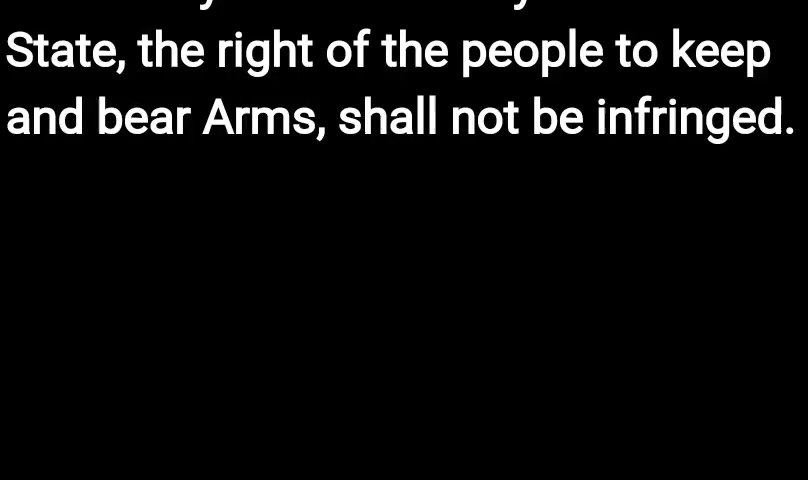 State, the right of the people to keep
and bear Arms, shall not be infringed.